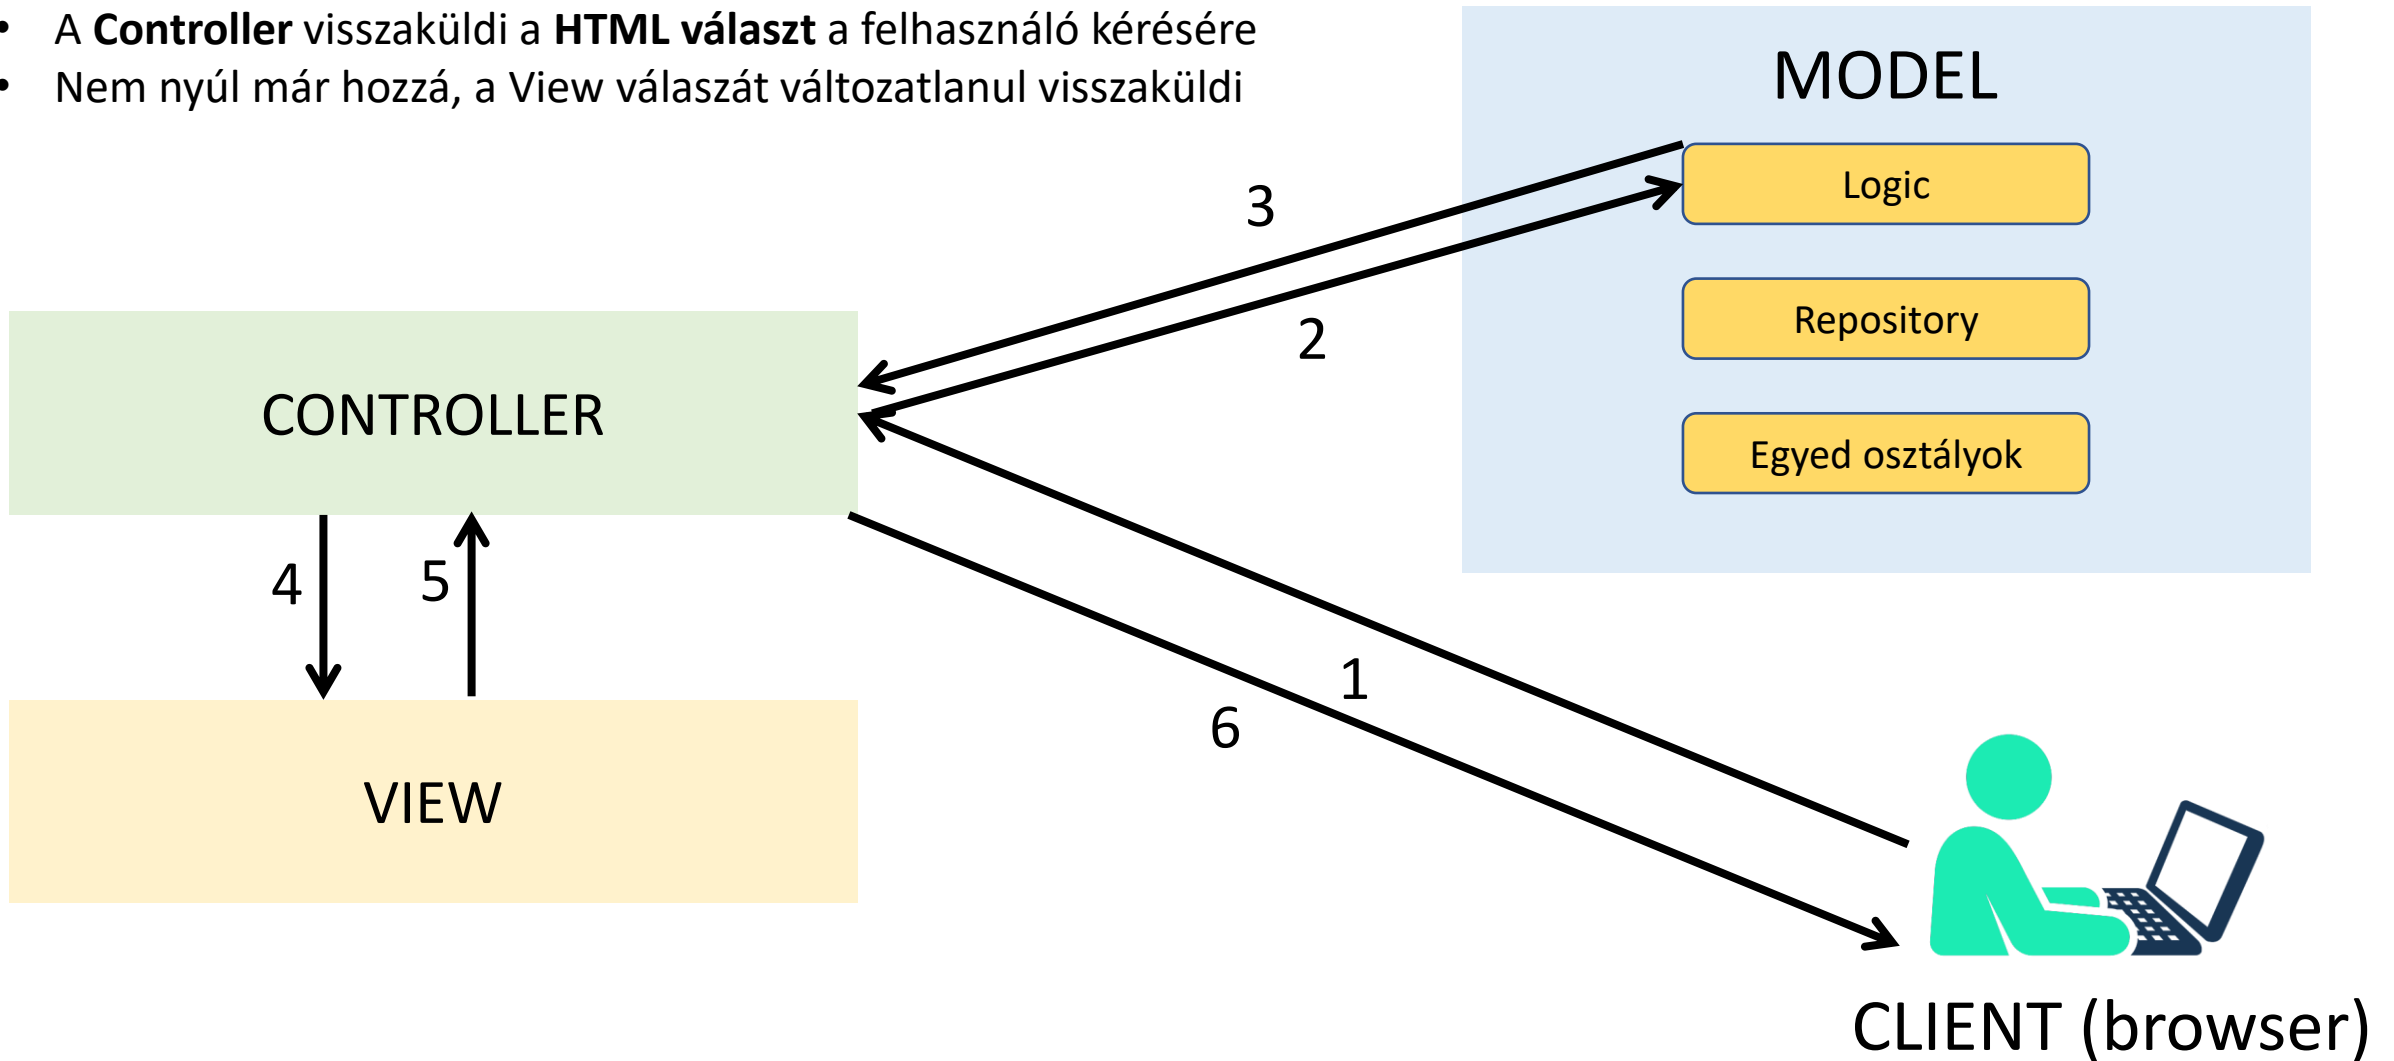 • A Controller visszaküldi a HTML választ a felhasználó kérésére
• Nem nyúl már hozzá, a View válaszát változatlanul visszaküldi
MODEL
Logic
Repository
Egyed osztályok
3
2
CONTROLLER
4
5
1
6
VIEW
CLIENT (browser)